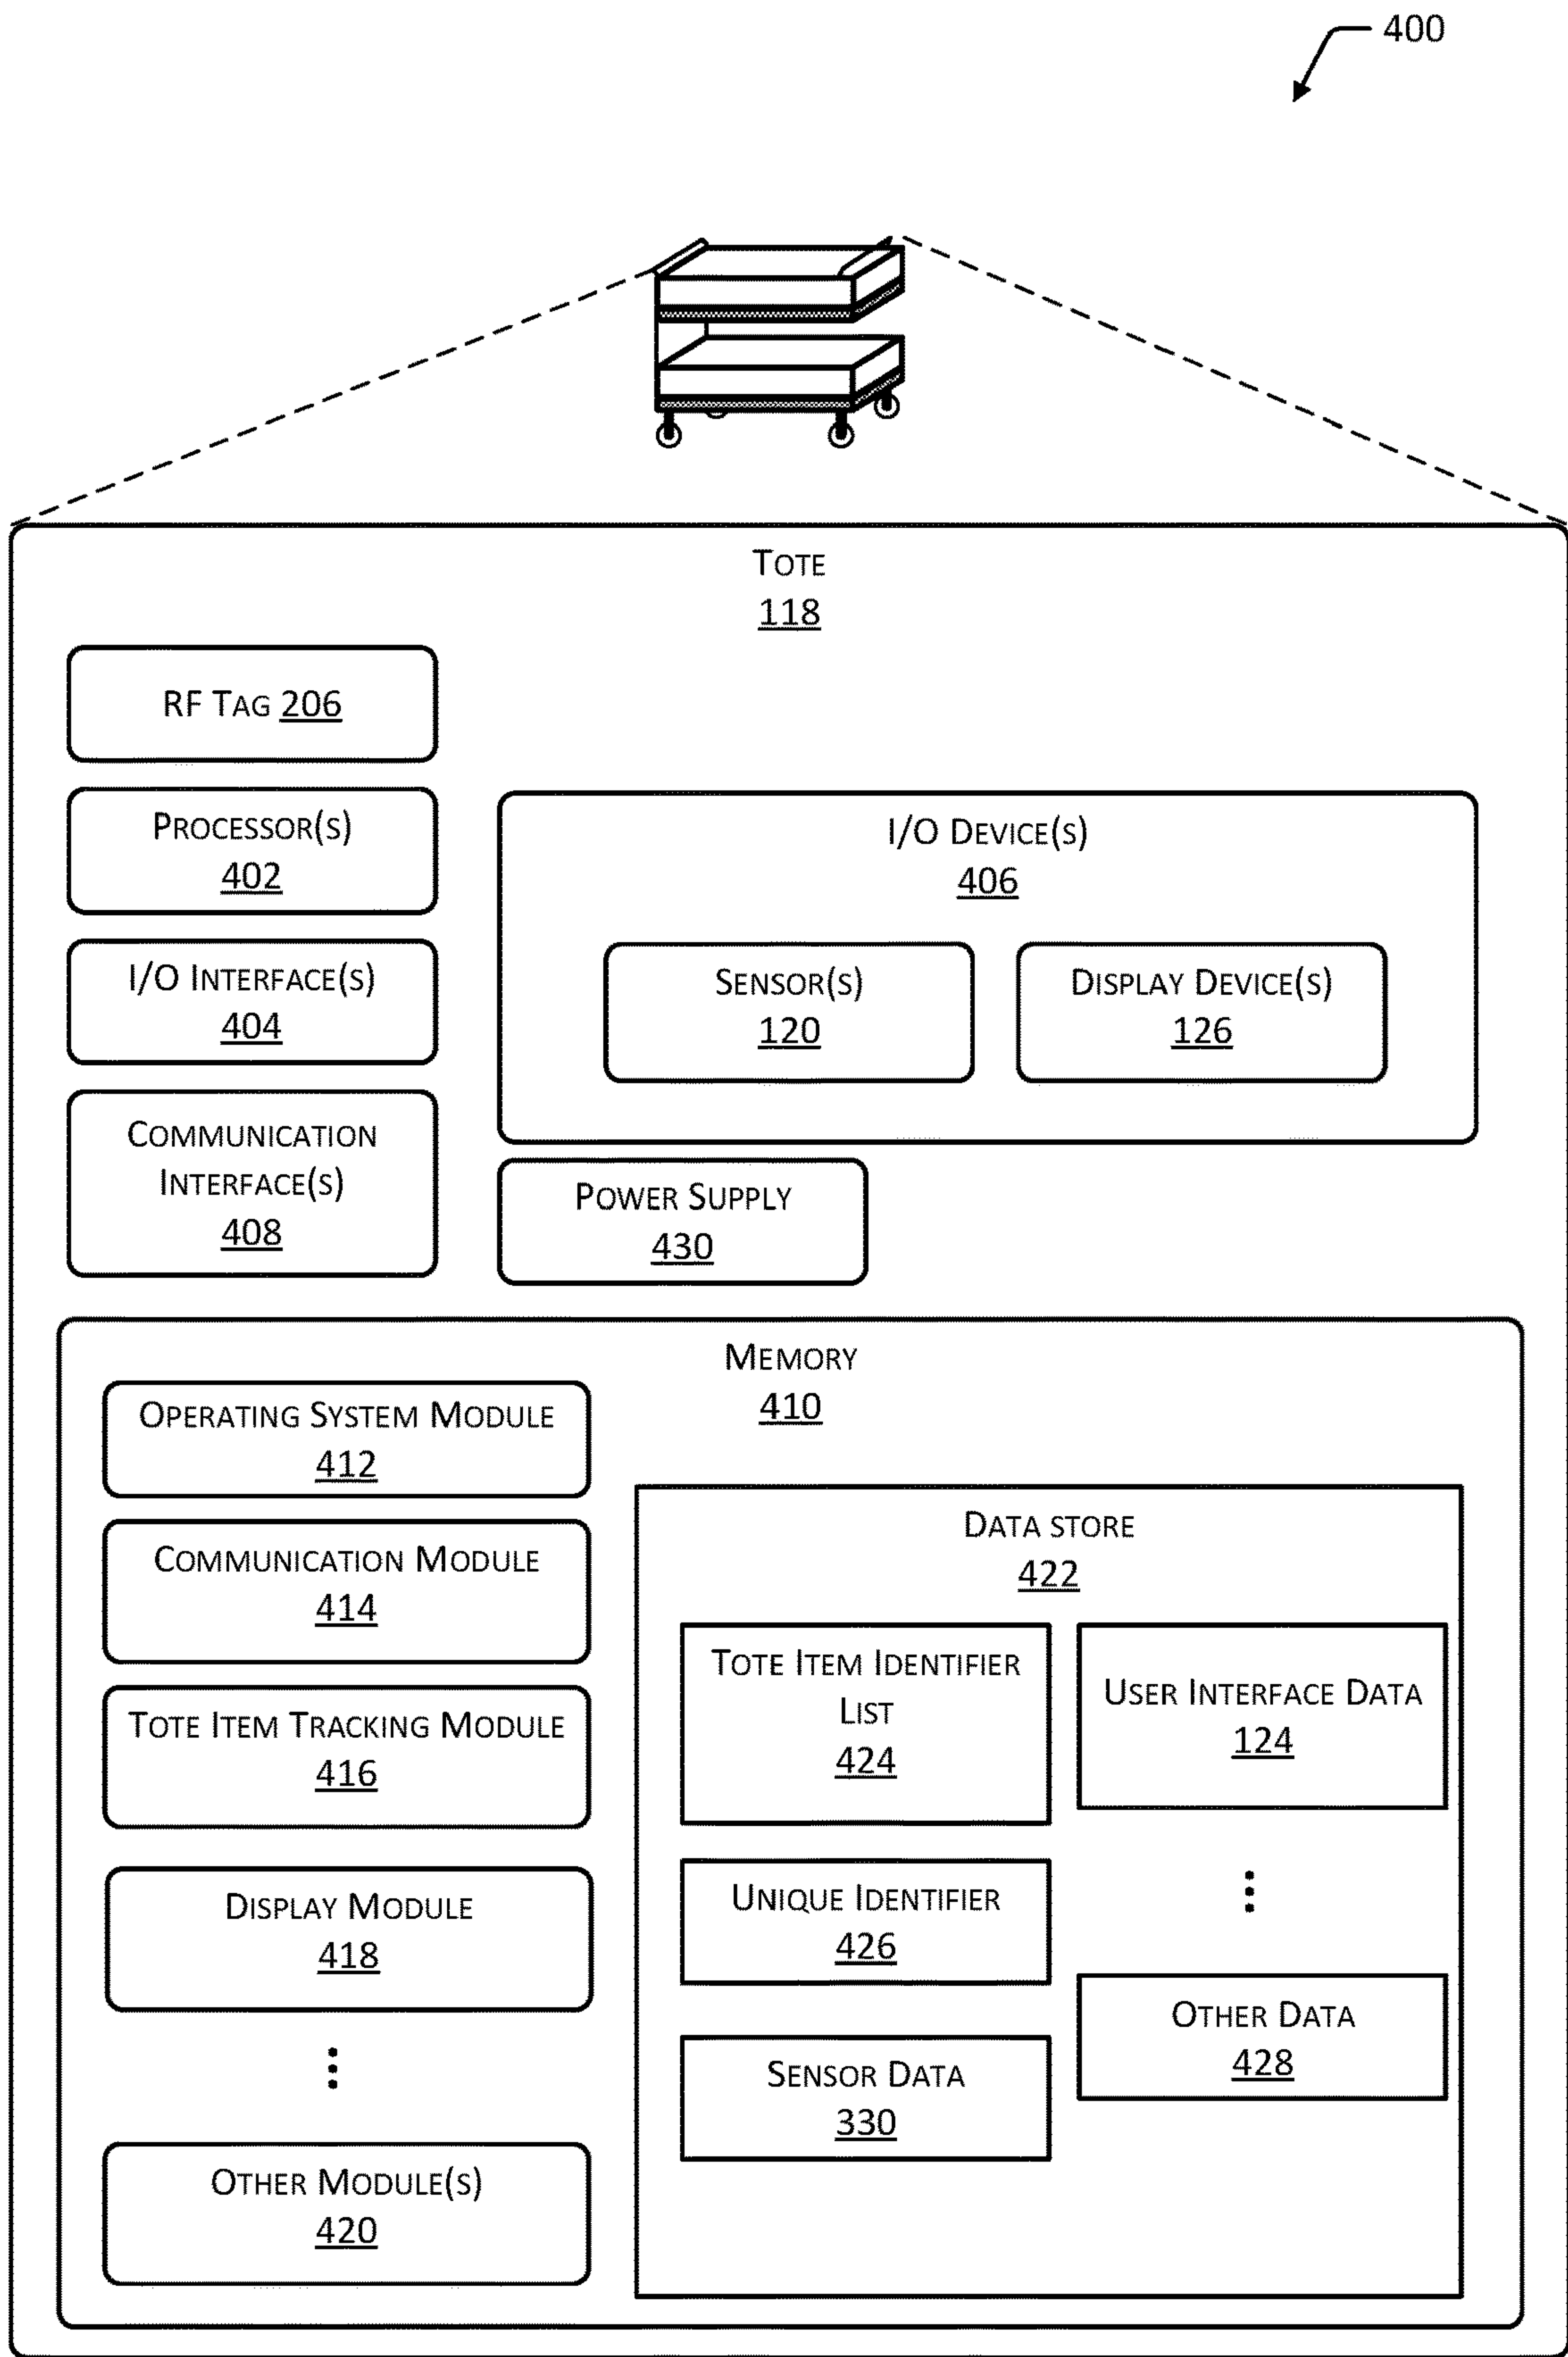 400
TOTE
118
RF TAG 206
PROCESSOR(S)
402
I/O INTERFACE(S)
404
COMMUNICATION
INTERFACE(S)
408
I/O DEVICE(S)
406
SENSOR(S)
120
DISPLAY DEVICE(S)
126
POWER SUPPLY
430
MEMORY
410
OPERATING SYSTEM MODULE
412
COMMUNICATION MODULE
414
TOTE ITEM TRACKING MODULE
416
DISPLAY MODULE
418
OTHER MODULE(S)
420
DATA STORE
422
TOTE ITEM IDENTIFIER
LIST
424
USER INTERFACE DATA
124
UNIQUE IDENTIFIER
426
OTHER DATA
428
SENSOR DATA
330